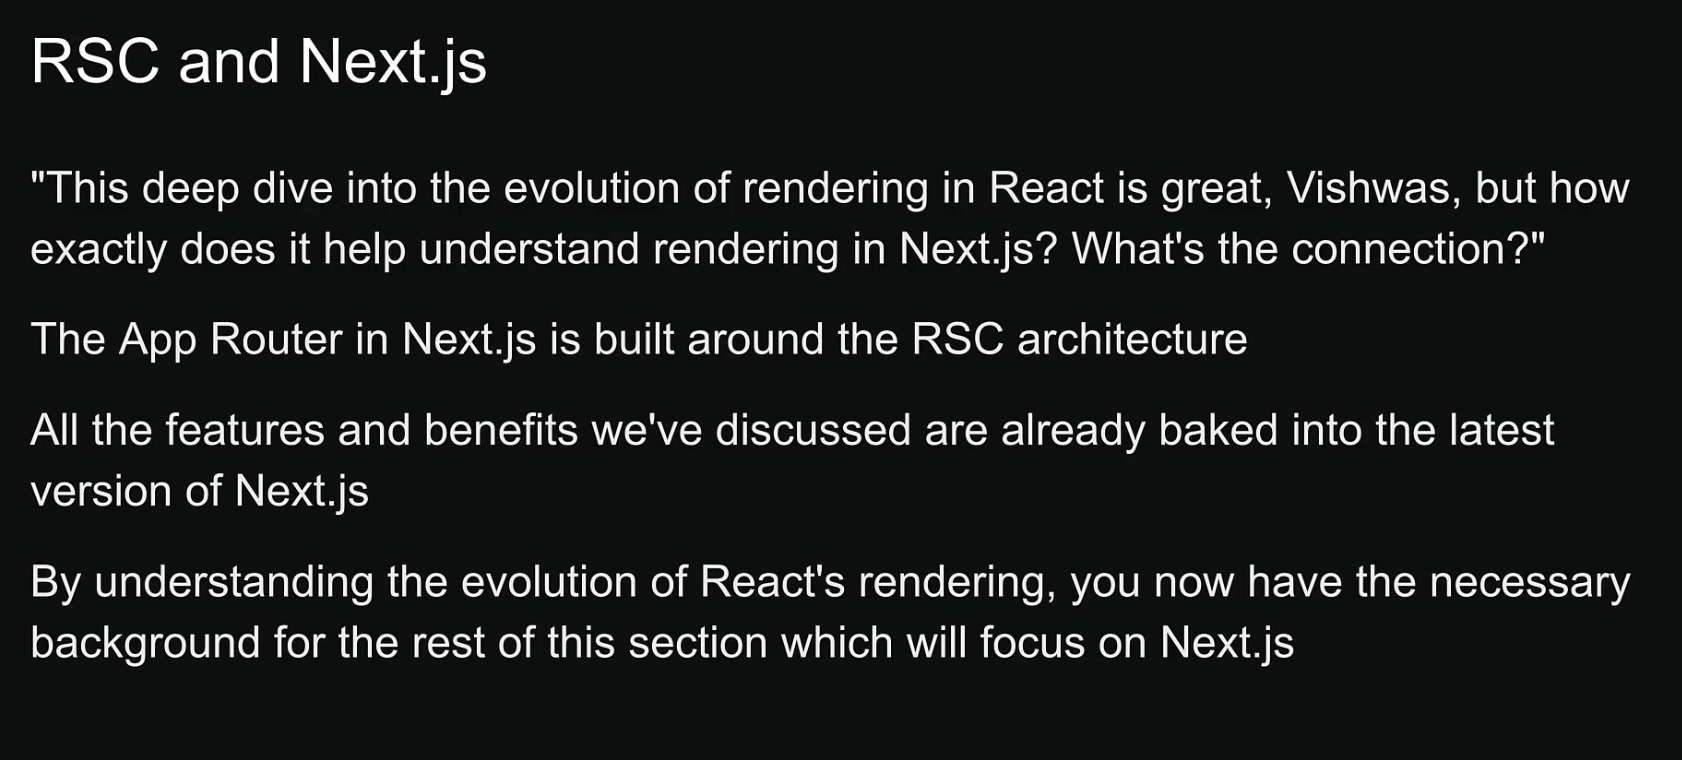 RSC and Next.js
"This deep dive into the evolution of rendering in React is great, Vishwas, but how
exactly does it help understand rendering in Next.js? What's the connection?"
The App Router in Next.js is built around the RSC architecture
All the features and benefits we've discussed are already baked into the latest
version of Next.js
By understanding the evolution of React's rendering, you now have the necessary
background for the rest of this section which will focus on Next.js